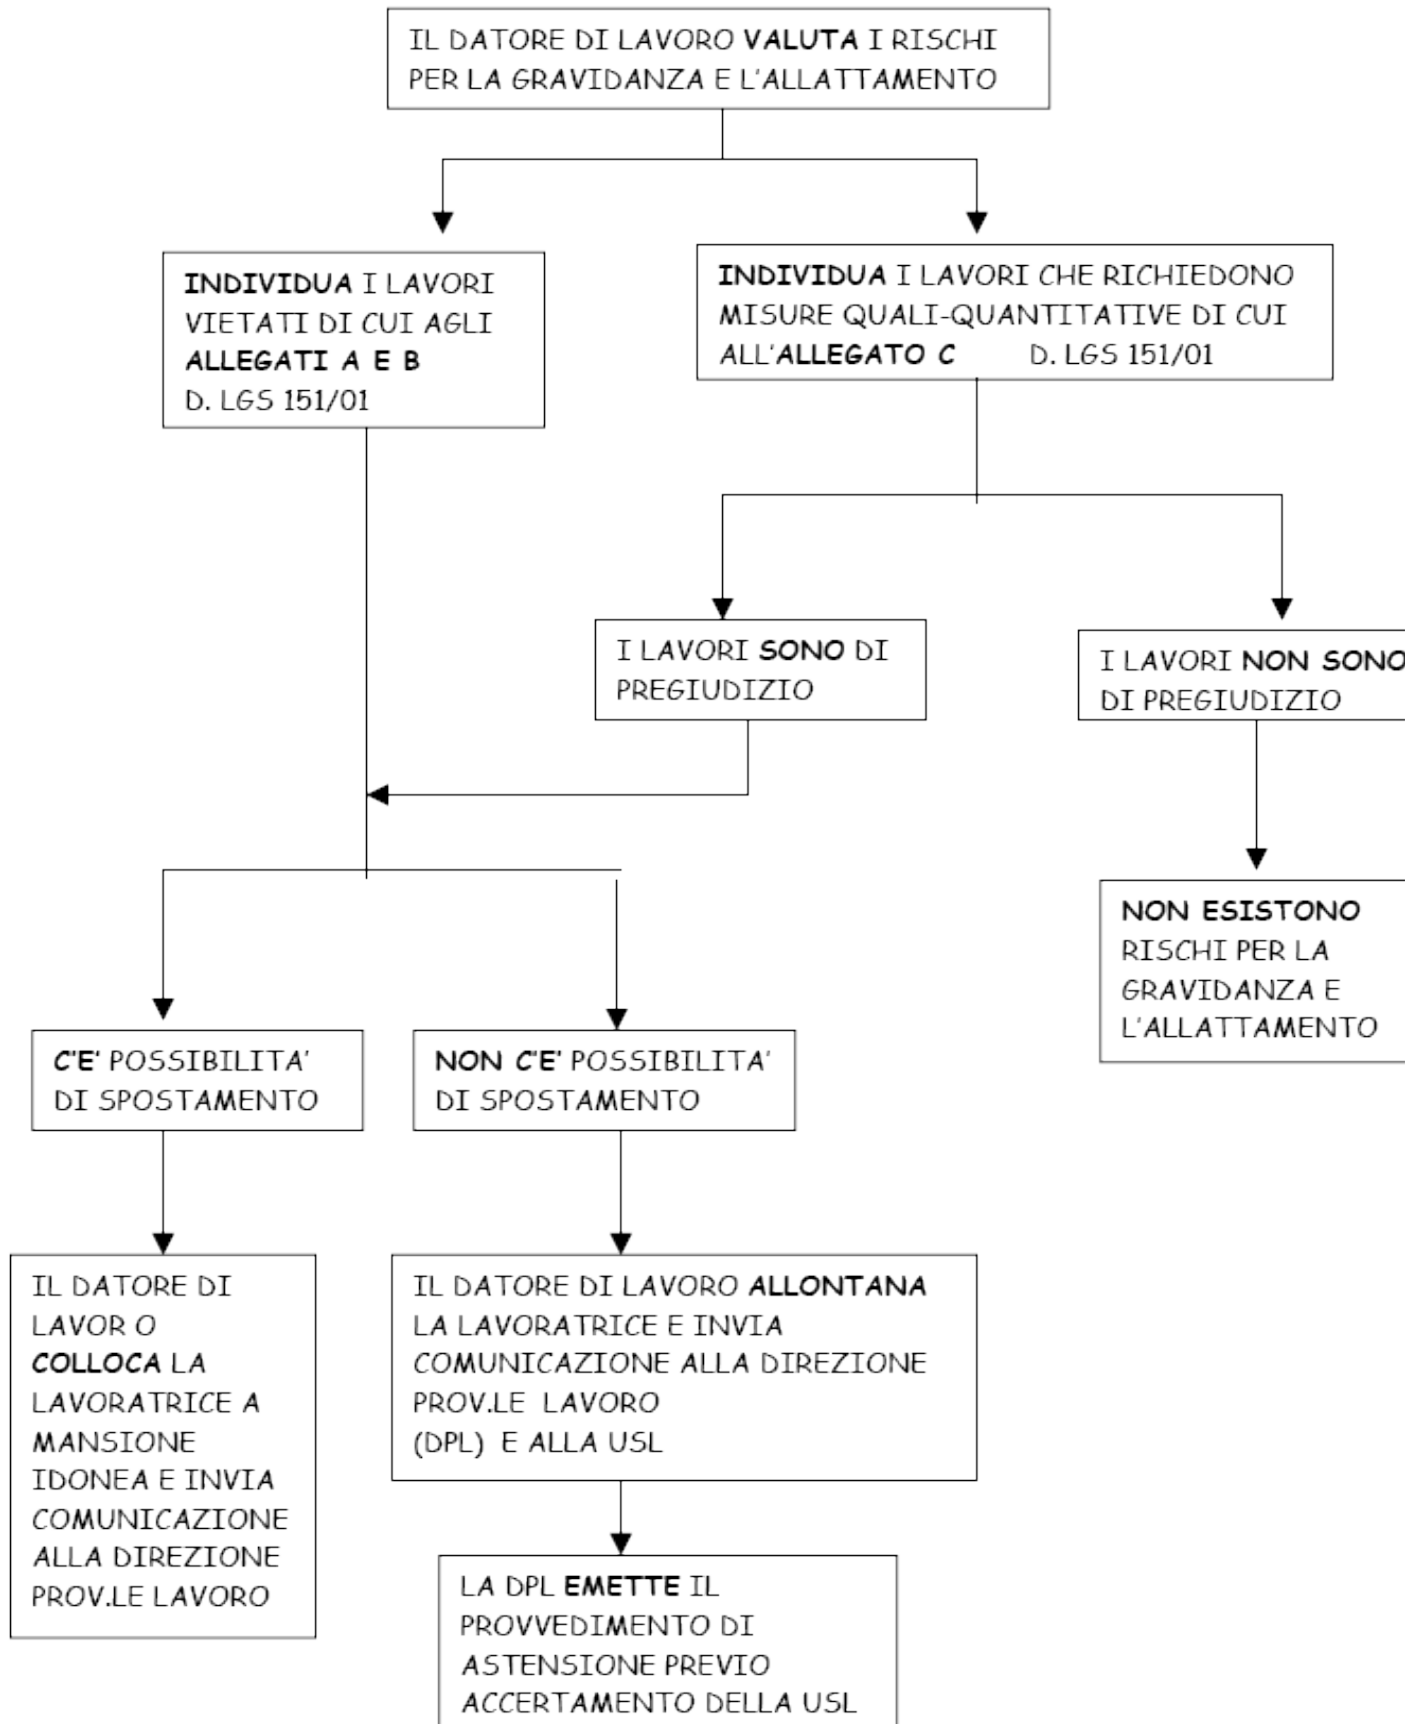 IL DATORE DI LAVORO VALUTA I RISCHI
PER LA GRAVIDANZA E L'ALLATTAMENTO
INDIVIDUA I LAVORI
VIETATI DI CUI AGLI
ALLEGATI A E B
D. LGS 151/01
INDIVIDUA I LAVORI CHE RICHIEDONO
MISURE QUALI-QUANTITATIVE DI CUI
ALL'ALLEGATO C D. LGS 151/01
I LAVORI SONO DI
PREGIUDIZIO
I LAVORI NON SONO
DI PREGIUDIZIO
NON ESISTONO
RISCHI PER LA
GRAVIDANZA E
L'ALLATTAMENTO
C'E' POSSIBILITA'
DI SPOSTAMENTO
NON C'E' POSSIBILITA'
DI SPOSTAMENTO
IL DATORE DI
LAVOR O
COLLOCA LA
LAVORATRICE A
MANSIONE
IDONEA E INVIA
COMUNICAZIONE
ALLA DIREZIONE
PROV.LE LAVORO
IL DATORE DI LAVORO ALLONTANA
LA LAVORATRICE E INVIA
COMUNICAZIONE ALLA DIREZIONE
PROV.LE LAVORO
(DPL) E ALLA USL
LA DPL EMETTE IL
PROVVEDIMENTO DI
ASTENSIONE PREVIO
ACCERTAMENTO DELLA USL